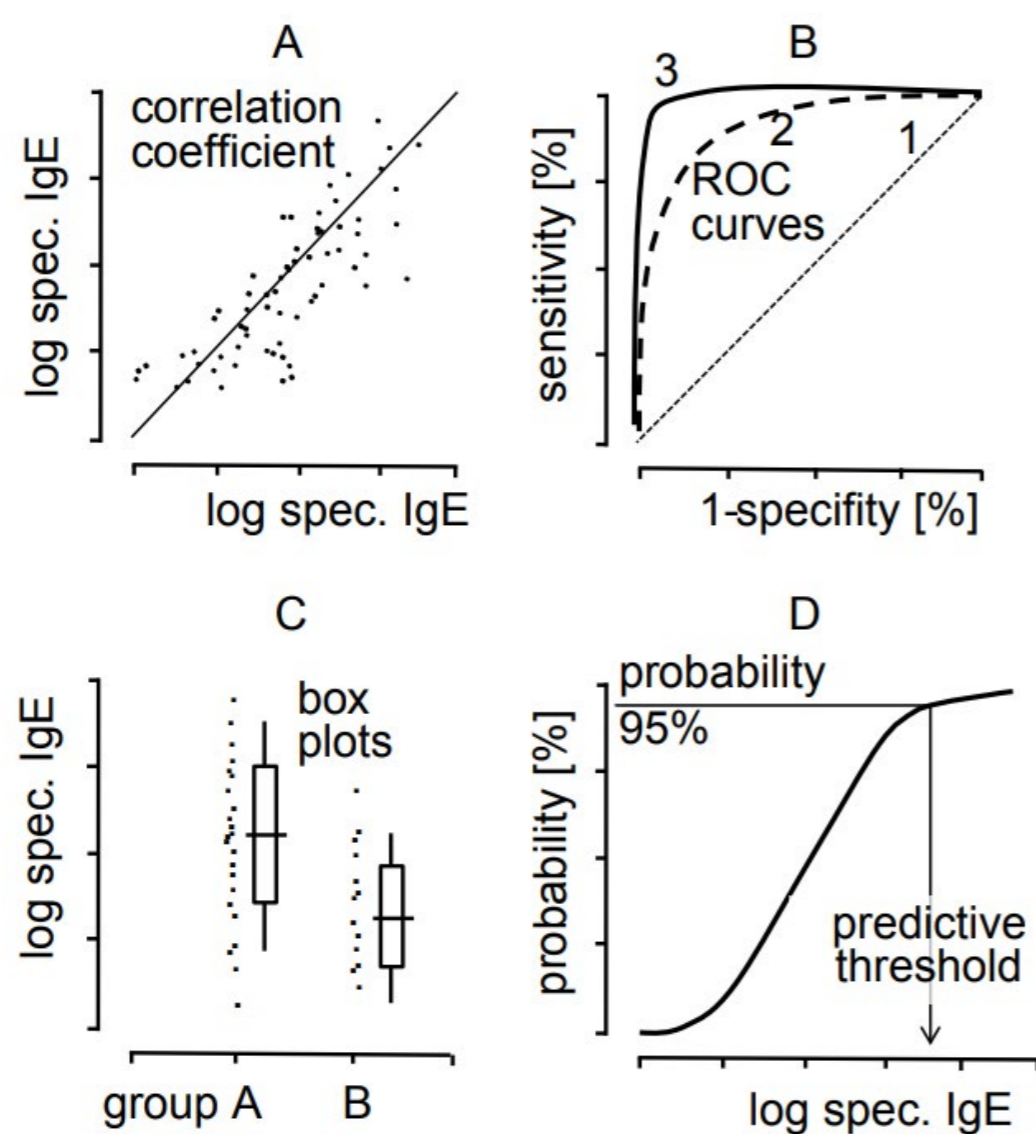 A
correlation
coefficient
log spec. IgE
log spec. IgE
B
3
2
1
ROC
curves
sensitivity [%]
1-specifity [%]
C
box
plots
log spec. IgE
group A
B
D
probability
95%
probability [%]
predictive
threshold
log spec. IgE